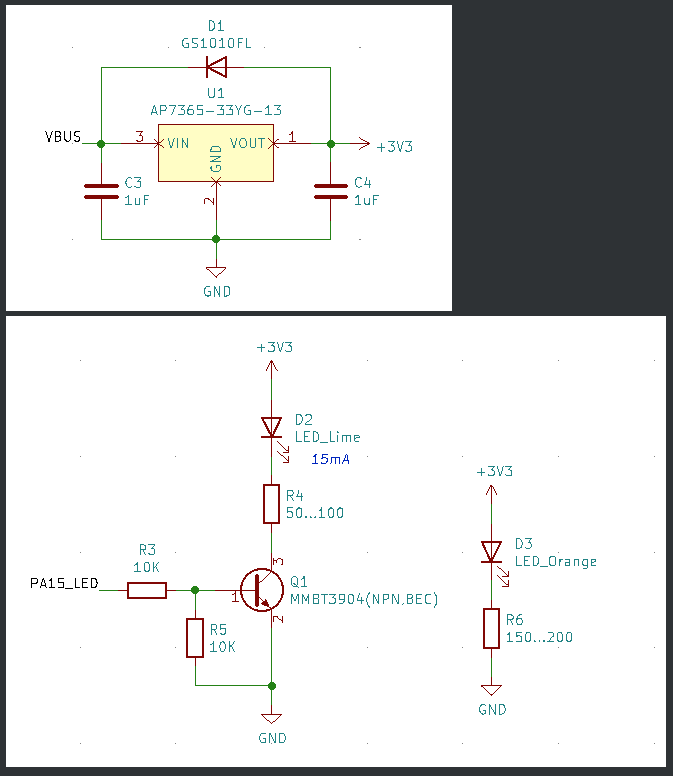 D1
GS1010FL
U1
AP7365-33YG-13
VBUS
3
VIN
VOUT
1
+3V3
GND
2
C3
1uF
C4
1uF
GND
+3V3
D2
LED_Lime
15mA
R4
50...100
+3V3
D3
LED_Orange
R3
10K
PA15_LED
3
Q1
MMBT3904(NPN,BEC)
1
2
R5
10K
R6
150...200
GND
GND